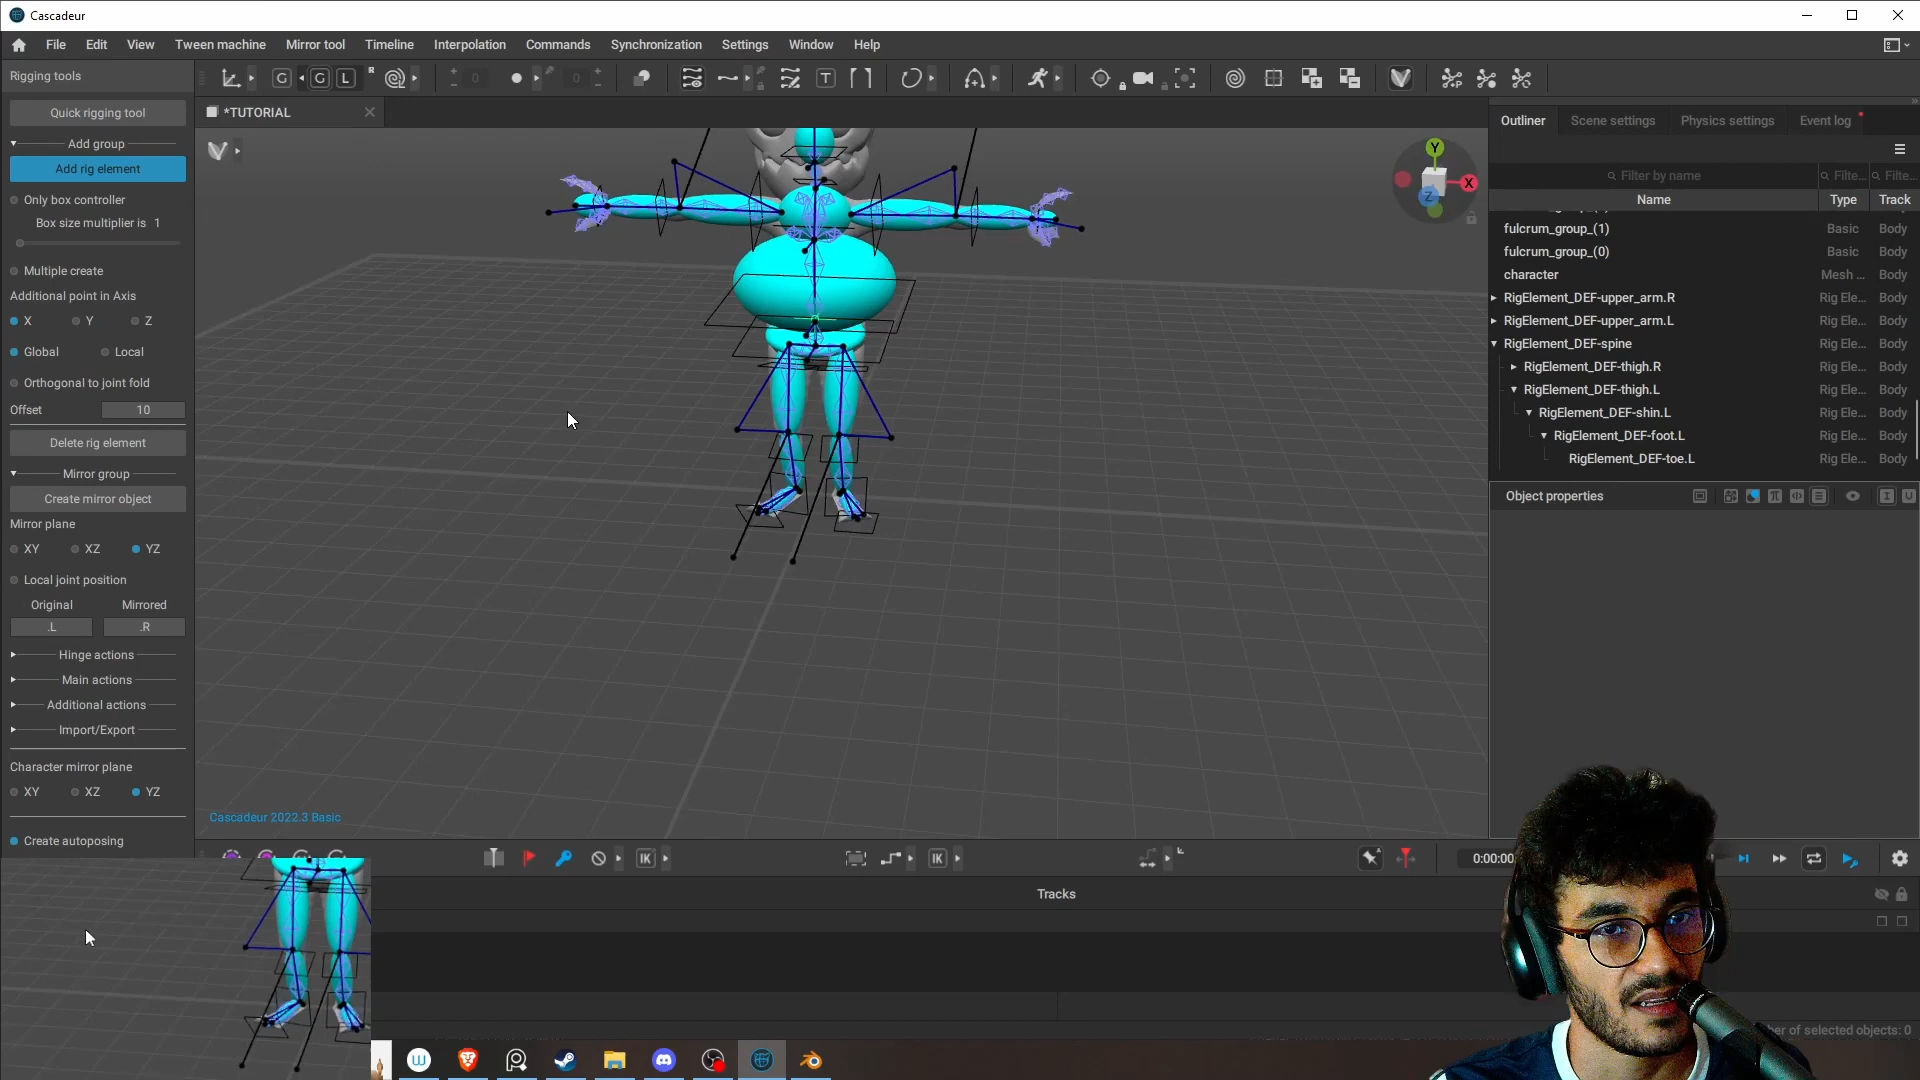 Cascadeur
File Edit View Tween machine Mirror tool Timeline Interpolation Commands Synchronization Settings Window Help
Rigging tools
Quick rigging tool
Add group
Add rig element
Only box controller
Box size multiplier is 1
Multiple create
Additional point in Axis
X Y Z
Global Local
Orthogonal to joint fold
Offset 10
Delete rig element
Mirror group
Create mirror object
Mirror plane
XY XZ YZ
Local joint position
Original Mirrored
.L .R
Hinge actions
Main actions
Additional actions
Import/Export
Character mirror plane
XY XZ YZ
Create autoposing
G G L R 0 0 T
*TUTORIAL
Y
X
Z
Cascadeur 2022.3 Basic
Outliner Scene settings Physics settings Event log
Filter by name Filte... Filte...
Name Type Track
fulcrum_group_(1) Basic Body
fulcrum_group_(0) Basic Body
character Mesh ... Body
RigElement_DEF-upper_arm.R Rig Ele... Body
RigElement_DEF-upper_arm.L Rig Ele... Body
RigElement_DEF-spine Rig Ele... Body
RigElement_DEF-thigh.R Rig Ele... Body
RigElement_DEF-thigh.L Rig Ele... Body
RigElement_DEF-shin.L Rig Ele... Body
RigElement_DEF-foot.L Rig Ele... Body
RigElement_DEF-toe.L Rig Ele... Body
Object properties
IK IK 0:00:00
Tracks
of selected objects: 0